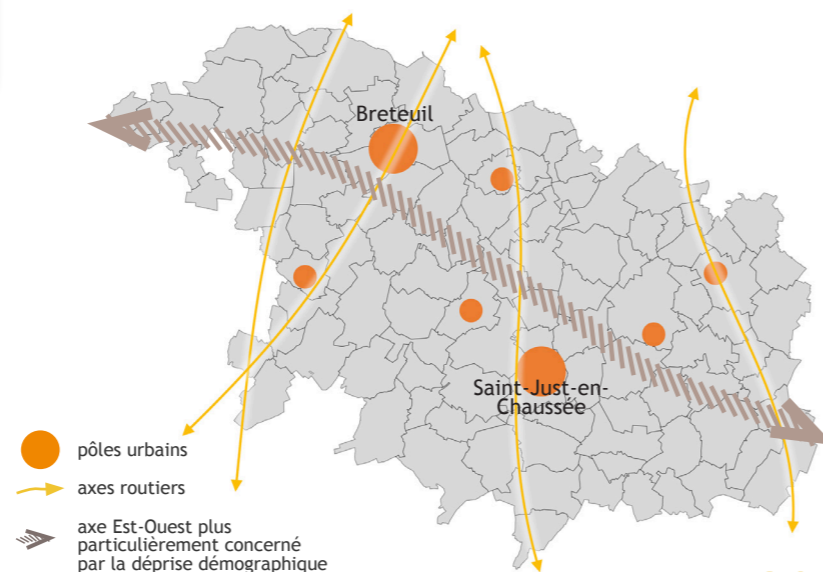 Breteuil
Saint-Just-en-
Chaussée
pôles urbains
axes routiers
axe Est-Ouest plus
particulièrement concerné
par la déprise démographique